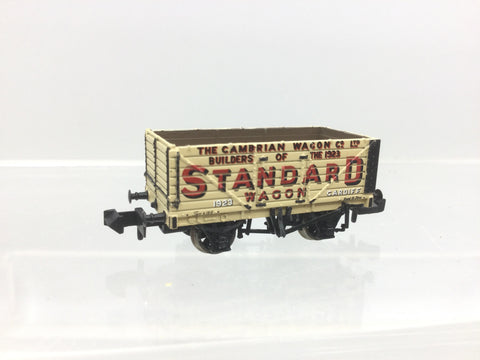 THE CAMBRIAN WAGON Co LTD
BUILDERS OF THE 1923
STANDARD
WAGON
1923 CARDIFF